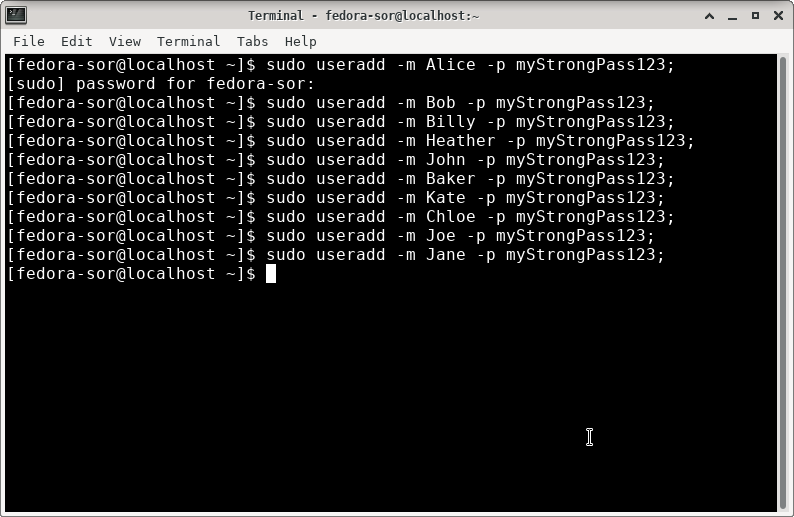 Terminal - fedora-sor@localhost:~
File Edit View Terminal Tabs Help
[fedora-sor@localhost ~]$ sudo useradd -m Alice -p myStrongPass123;
[sudo] password for fedora-sor:
[fedora-sor@localhost ~]$ sudo useradd -m Bob -p myStrongPass123;
[fedora-sor@localhost ~]$ sudo useradd -m Billy -p myStrongPass123;
[fedora-sor@localhost ~]$ sudo useradd -m Heather -p myStrongPass123;
[fedora-sor@localhost ~]$ sudo useradd -m John -p myStrongPass123;
[fedora-sor@localhost ~]$ sudo useradd -m Baker -p myStrongPass123;
[fedora-sor@localhost ~]$ sudo useradd -m Kate -p myStrongPass123;
[fedora-sor@localhost ~]$ sudo useradd -m Chloe -p myStrongPass123;
[fedora-sor@localhost ~]$ sudo useradd -m Joe -p myStrongPass123;
[fedora-sor@localhost ~]$ sudo useradd -m Jane -p myStrongPass123;
[fedora-sor@localhost ~]$